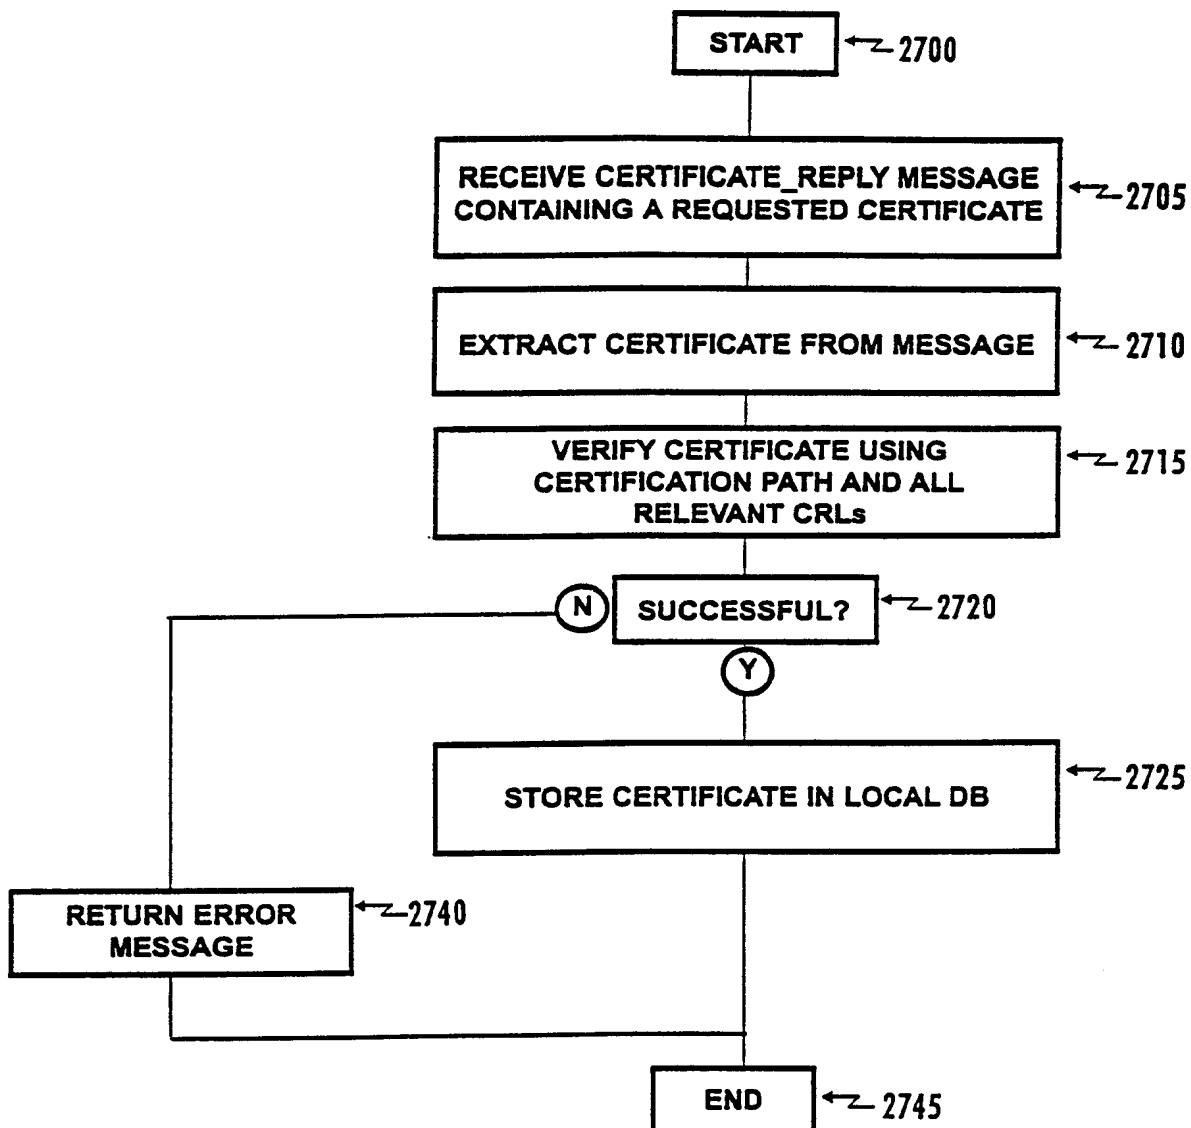 START
2700
RECEIVE CERTIFICATE_REPLY MESSAGE
CONTAINING A REQUESTED CERTIFICATE
2705
EXTRACT CERTIFICATE FROM MESSAGE
2710
VERIFY CERTIFICATE USING
CERTIFICATION PATH AND ALL
RELEVANT CRLs
2715
N
SUCCESSFUL?
2720
Y
STORE CERTIFICATE IN LOCAL DB
2725
RETURN ERROR
MESSAGE
2740
END
2745